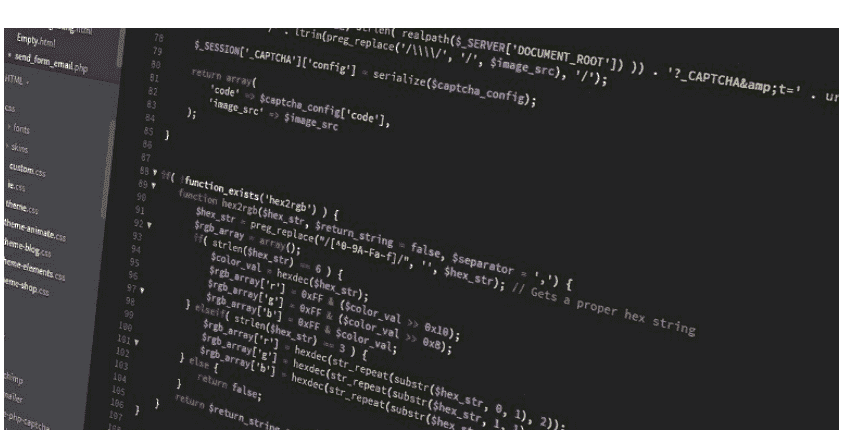 Empty.html
send_form_email.php
HTML
css
fonts
skins
custom.css
ie.css
theme.css
theme-animate.css
theme-blog.css
theme-elements.css
theme-shop.css
78 . ltrim(preg_replace('/\\\\/', '/', $image_src), '/');
79 strlen( realpath($_SERVER['DOCUMENT_ROOT']) )) . '?_CAPTCHA&amp;t=' .
80 $_SESSION['_CAPTCHA']['config'] = serialize($captcha_config);
81 return array(
82 'code' => $captcha_config['code'],
83 'image_src' => $image_src
84 );
85 }
86
87
88 if( !function_exists('hex2rgb') ) {
89 function hex2rgb($hex_str, $return_string = false, $separator = ',') {
90 $hex_str = preg_replace("/[^0-9A-Fa-f]/", '', $hex_str); // Gets a proper hex string
91 $rgb_array = array();
92 if( strlen($hex_str) == 6 ) {
93 $color_val = hexdec($hex_str);
94 $rgb_array['r'] = 0xFF & ($color_val >> 0x10);
95 $rgb_array['g'] = 0xFF & ($color_val >> 0x8);
96 $rgb_array['b'] = 0xFF & $color_val;
97 } elseif( strlen($hex_str) == 3 ) {
98 $rgb_array['r'] = hexdec(str_repeat(substr($hex_str, 0, 1), 2));
99 $rgb_array['g'] = hexdec(str_repeat(substr($hex_str, 1,
100 $rgb_array['b'] = hexdec(str_repeat(substr($hex_str,
101 } else {
102 return false;
103 }
104 return $return_string
105 }
106
107